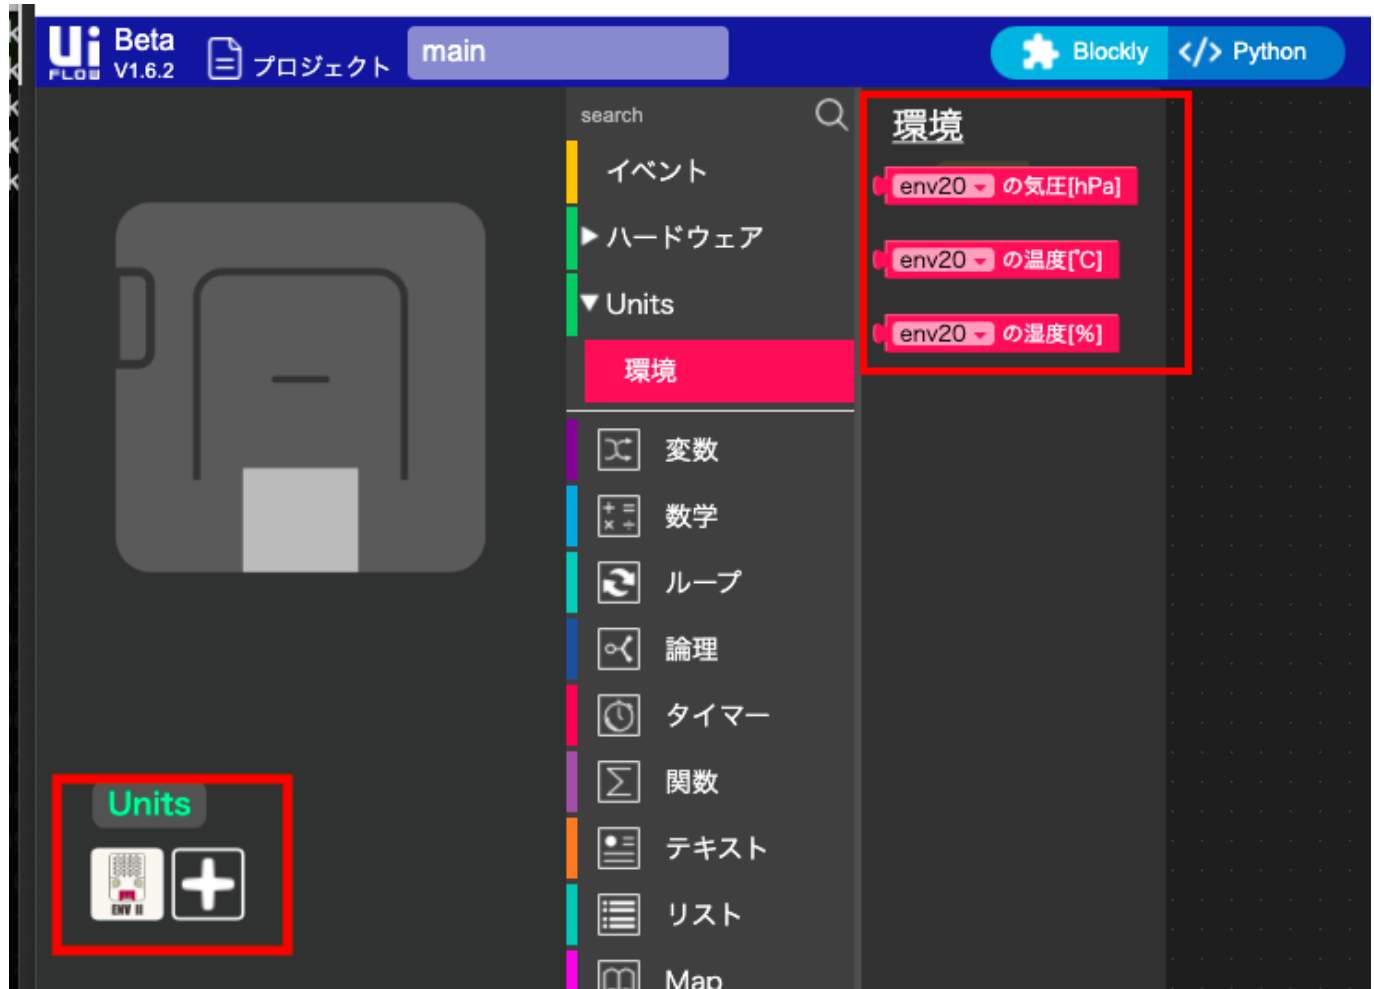 Ui Beta
FLOW V1.6.2
プロジェクト
main
Blockly
</> Python
search
イベント
ハードウェア
Units
環境
変数
数学
ループ
論理
タイマー
関数
テキスト
リスト
Map
環境
env20 の気圧[hPa]
env20 の温度[℃]
env20 の湿度[%]
Units
ENV II